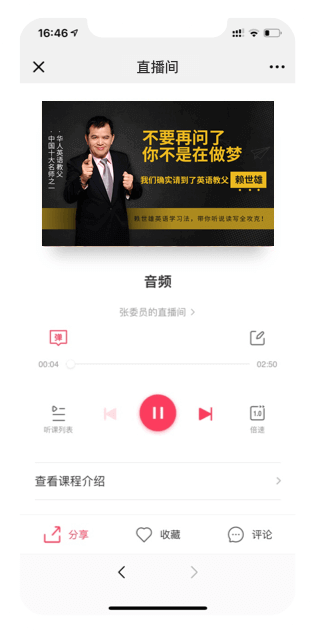 16:46
直播间
·华人英语教父
·中国十大名师之一
不要再问了
你不是在做梦
我们确实请到了英语教父 赖世雄
赖世雄英语学习法，带你听说读写全攻克！
音频
张委员的直播间
弹
00:04 02:50
1.0
听课列表 倍速
查看课程介绍
分享 收藏 评论